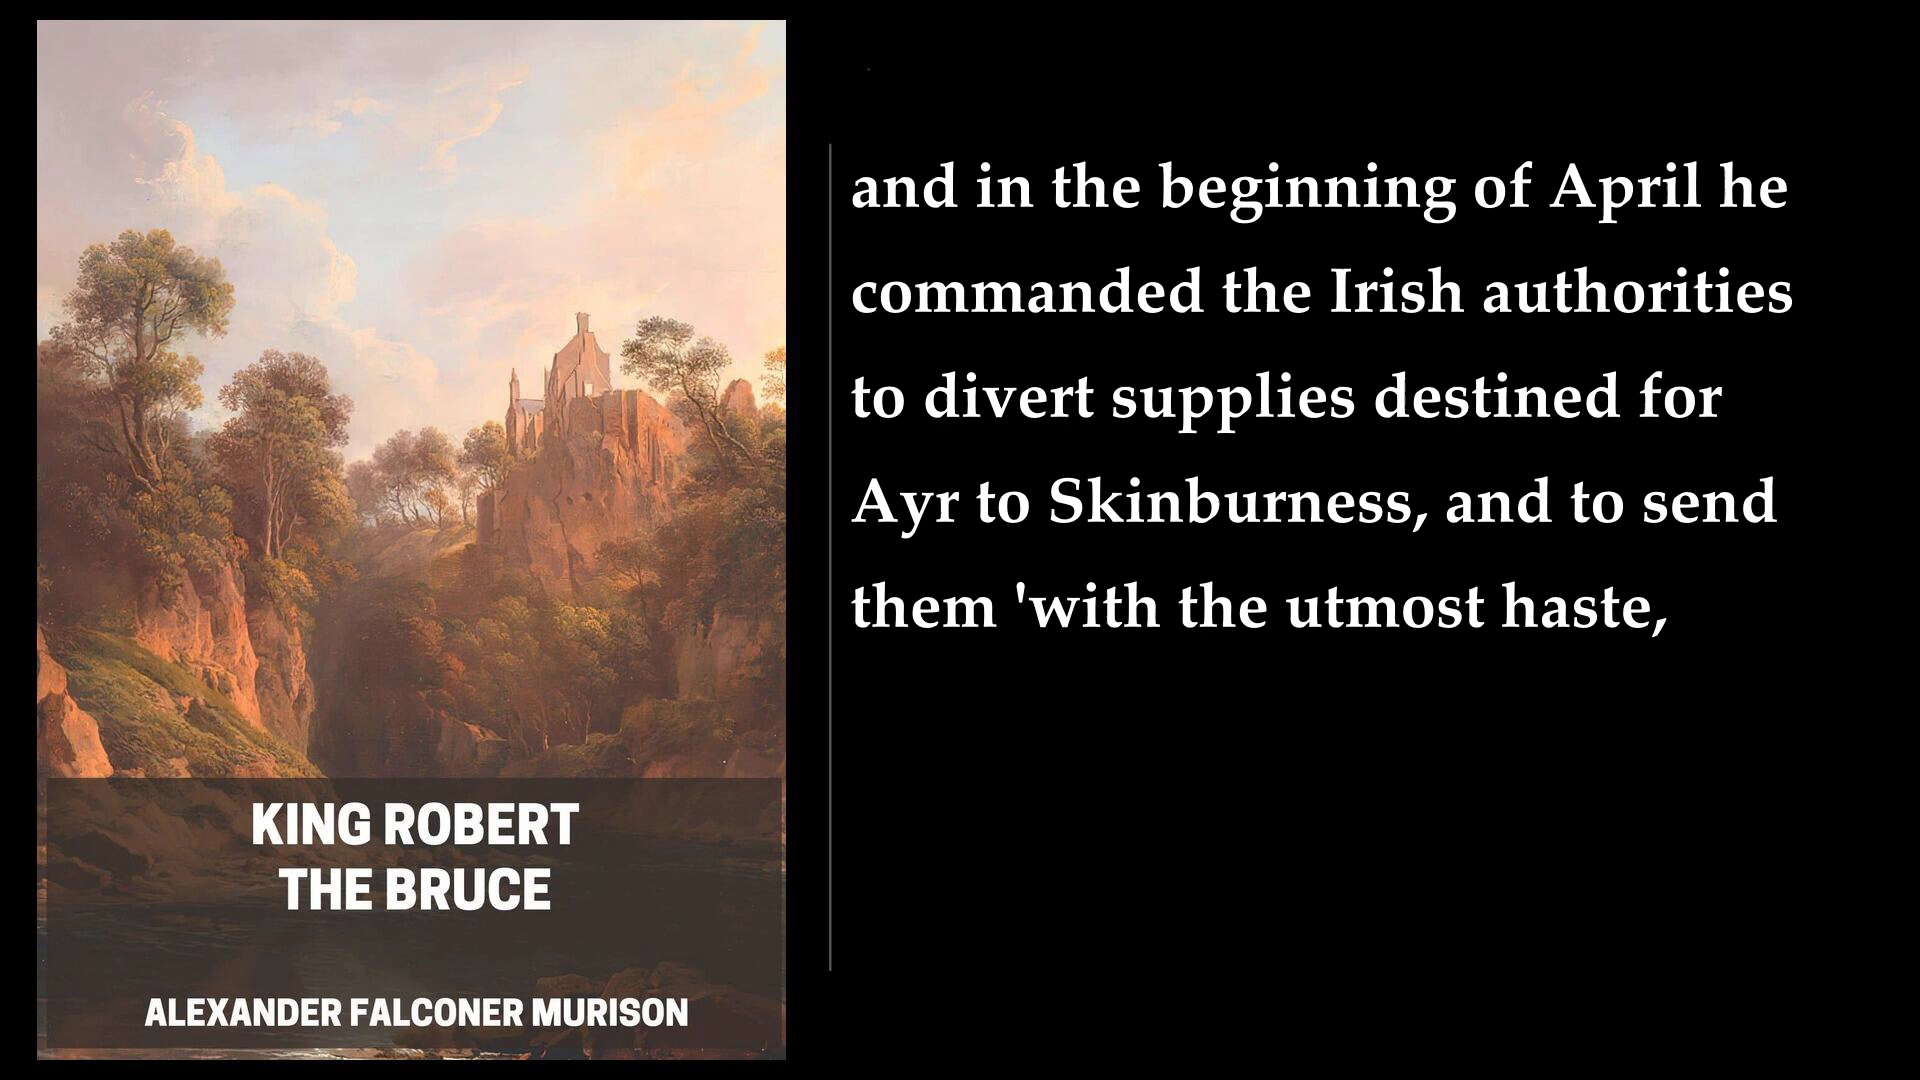 and in the beginning of April he
commanded the Irish authorities
to divert supplies destined for
Ayr to Skinburness, and to send
them 'with the utmost haste,
KING ROBERT
THE BRUCE
ALEXANDER FALCONER MURISON